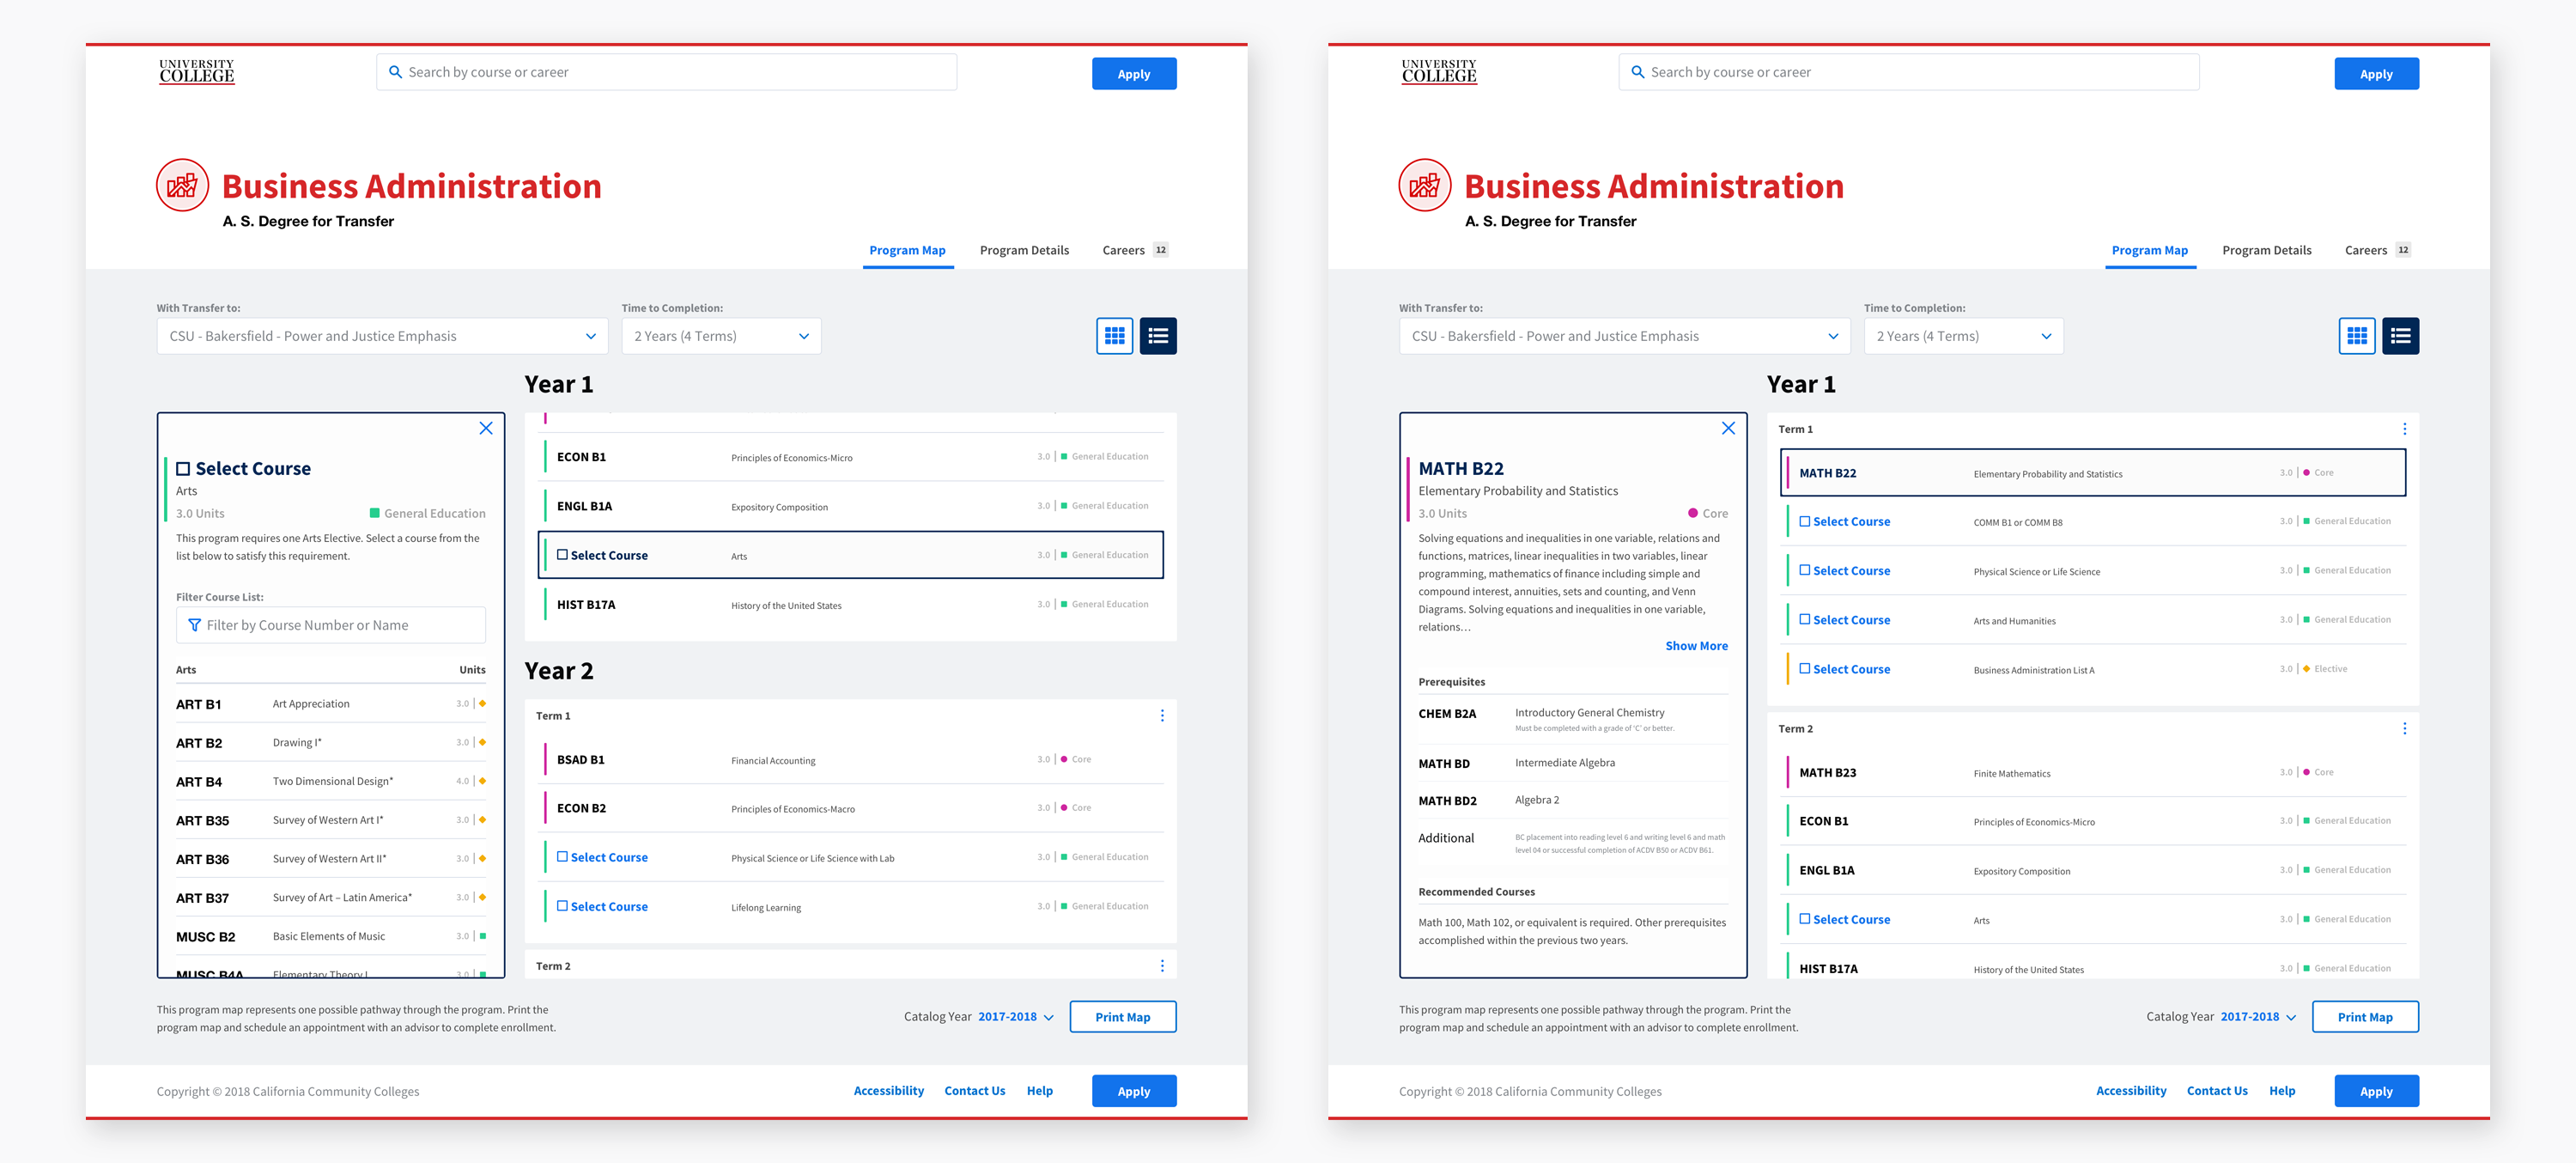 UNIVERSITY
COLLEGE
Search by course or career
Apply
Business Administration
A. S. Degree for Transfer
Program Map Program Details Careers 12
With Transfer to: Time to Completion:
CSU - Bakersfield - Power and Justice Emphasis 2 Years (4 Terms)
Year 1
Select Course
Arts
3.0 Units General Education
This program requires one Arts Elective. Select a course from the
list below to satisfy this requirement.
Filter Course List:
Filter by Course Number or Name
Arts Units
ART B1 Art Appreciation 3.0
ART B2 Drawing I* 3.0
ART B4 Two Dimensional Design* 4.0
ART B35 Survey of Western Art I* 3.0
ART B36 Survey of Western Art II* 3.0
ART B37 Survey of Art – Latin America* 3.0
MUSC B2 Basic Elements of Music 3.0
MUSC B4A Elementary Theory I 3.0
ECON B1 Principles of Economics-Micro 3.0 | General Education
ENGL B1A Expository Composition 3.0 | General Education
Select Course Arts 3.0 | General Education
HIST B17A History of the United States 3.0 | General Education
Year 2
Term 1
BSAD B1 Financial Accounting 3.0 | Core
ECON B2 Principles of Economics-Macro 3.0 | Core
Select Course Physical Science or Life Science with Lab 3.0 | General Education
Select Course Lifelong Learning 3.0 | General Education
Term 2
This program map represents one possible pathway through the program. Print the
program map and schedule an appointment with an advisor to complete enrollment.
Catalog Year 2017-2018 Print Map
Copyright © 2018 California Community Colleges Accessibility Contact Us Help Apply
UNIVERSITY
COLLEGE
Search by course or career
Apply
Business Administration
A. S. Degree for Transfer
Program Map Program Details Careers 12
With Transfer to: Time to Completion:
CSU - Bakersfield - Power and Justice Emphasis 2 Years (4 Terms)
Year 1
MATH B22
Elementary Probability and Statistics
3.0 Units Core
Solving equations and inequalities in one variable, relations and
functions, matrices, linear inequalities in two variables, linear
programming, mathematics of finance including simple and
compound interest, annuities, sets and counting, and Venn
Diagrams. Solving equations and inequalities in one variable,
relations…
Show More
Prerequisites
CHEM B2A Introductory General Chemistry
Must be completed with a grade of 'C' or better.
MATH BD Intermediate Algebra
MATH BD2 Algebra 2
Additional BC placement into reading level 6 and writing level 6 and math
level 04 or successful completion of ACDV B50 or ACDV B61.
Recommended Courses
Math 100, Math 102, or equivalent is required. Other prerequisites
accomplished within the previous two years.
Term 1
MATH B22 Elementary Probability and Statistics 3.0 | Core
Select Course COMM B1 or COMM B8 3.0 | General Education
Select Course Physical Science or Life Science 3.0 | General Education
Select Course Arts and Humanities 3.0 | General Education
Select Course Business Administration List A 3.0 | Elective
Term 2
MATH B23 Finite Mathematics 3.0 | Core
ECON B1 Principles of Economics-Micro 3.0 | General Education
ENGL B1A Expository Composition 3.0 | General Education
Select Course Arts 3.0 | General Education
HIST B17A History of the United States 3.0 | General Education
This program map represents one possible pathway through the program. Print the
program map and schedule an appointment with an advisor to complete enrollment.
Catalog Year 2017-2018 Print Map
Copyright © 2018 California Community Colleges Accessibility Contact Us Help Apply